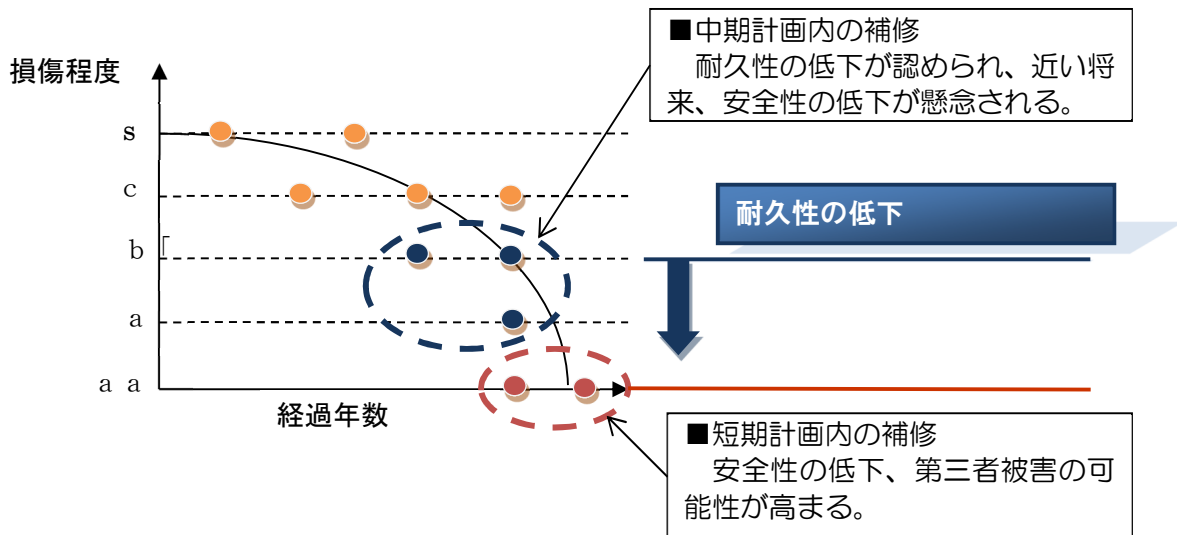 ■中期計画内の補修
　耐久性の低下が認められ、近い将
来、安全性の低下が懸念される。
損傷程度
s
c
耐久性の低下
b「
a
aa
経過年数
■短期計画内の補修
　安全性の低下、第三者被害の可
能性が高まる。